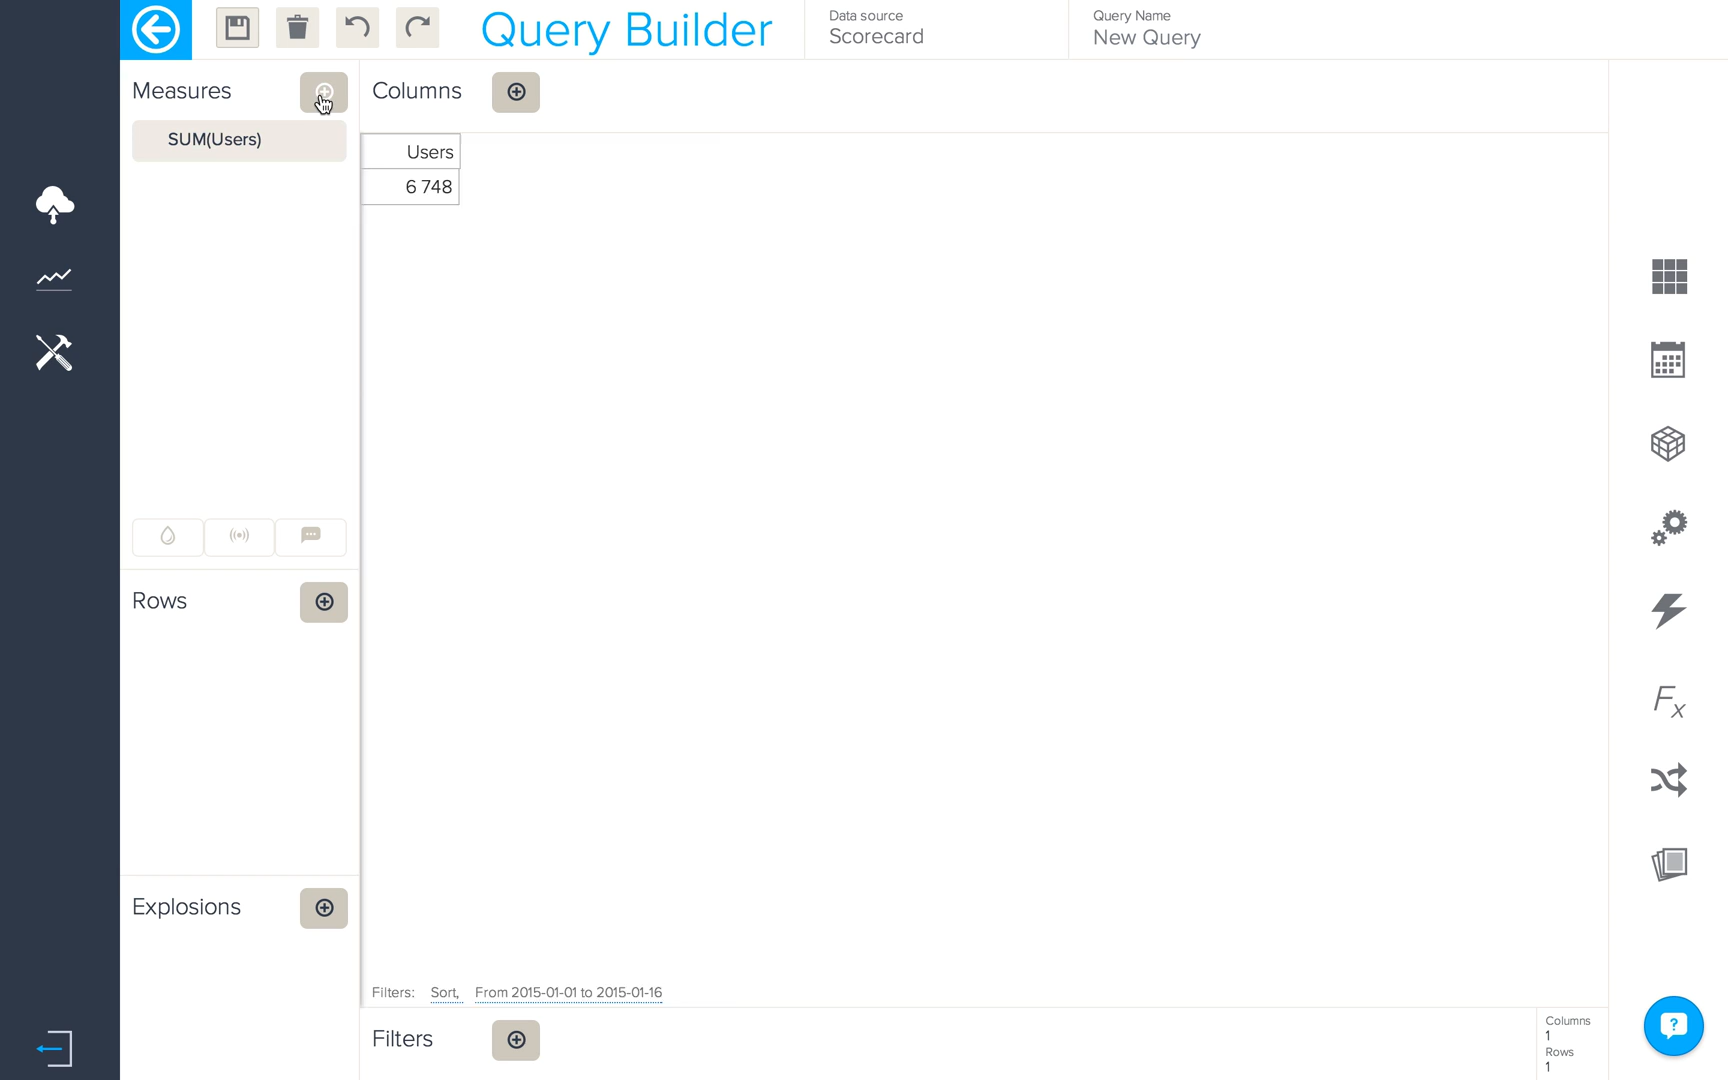 Query Builder
Data source
Scorecard
Query Name
New Query
Measures
Columns
SUM(Users)
Users
6 748
Rows
Explosions
Filters: Sort, From 2015-01-01 to 2015-01-16
Filters
Columns
1
Rows
1
Fx
?